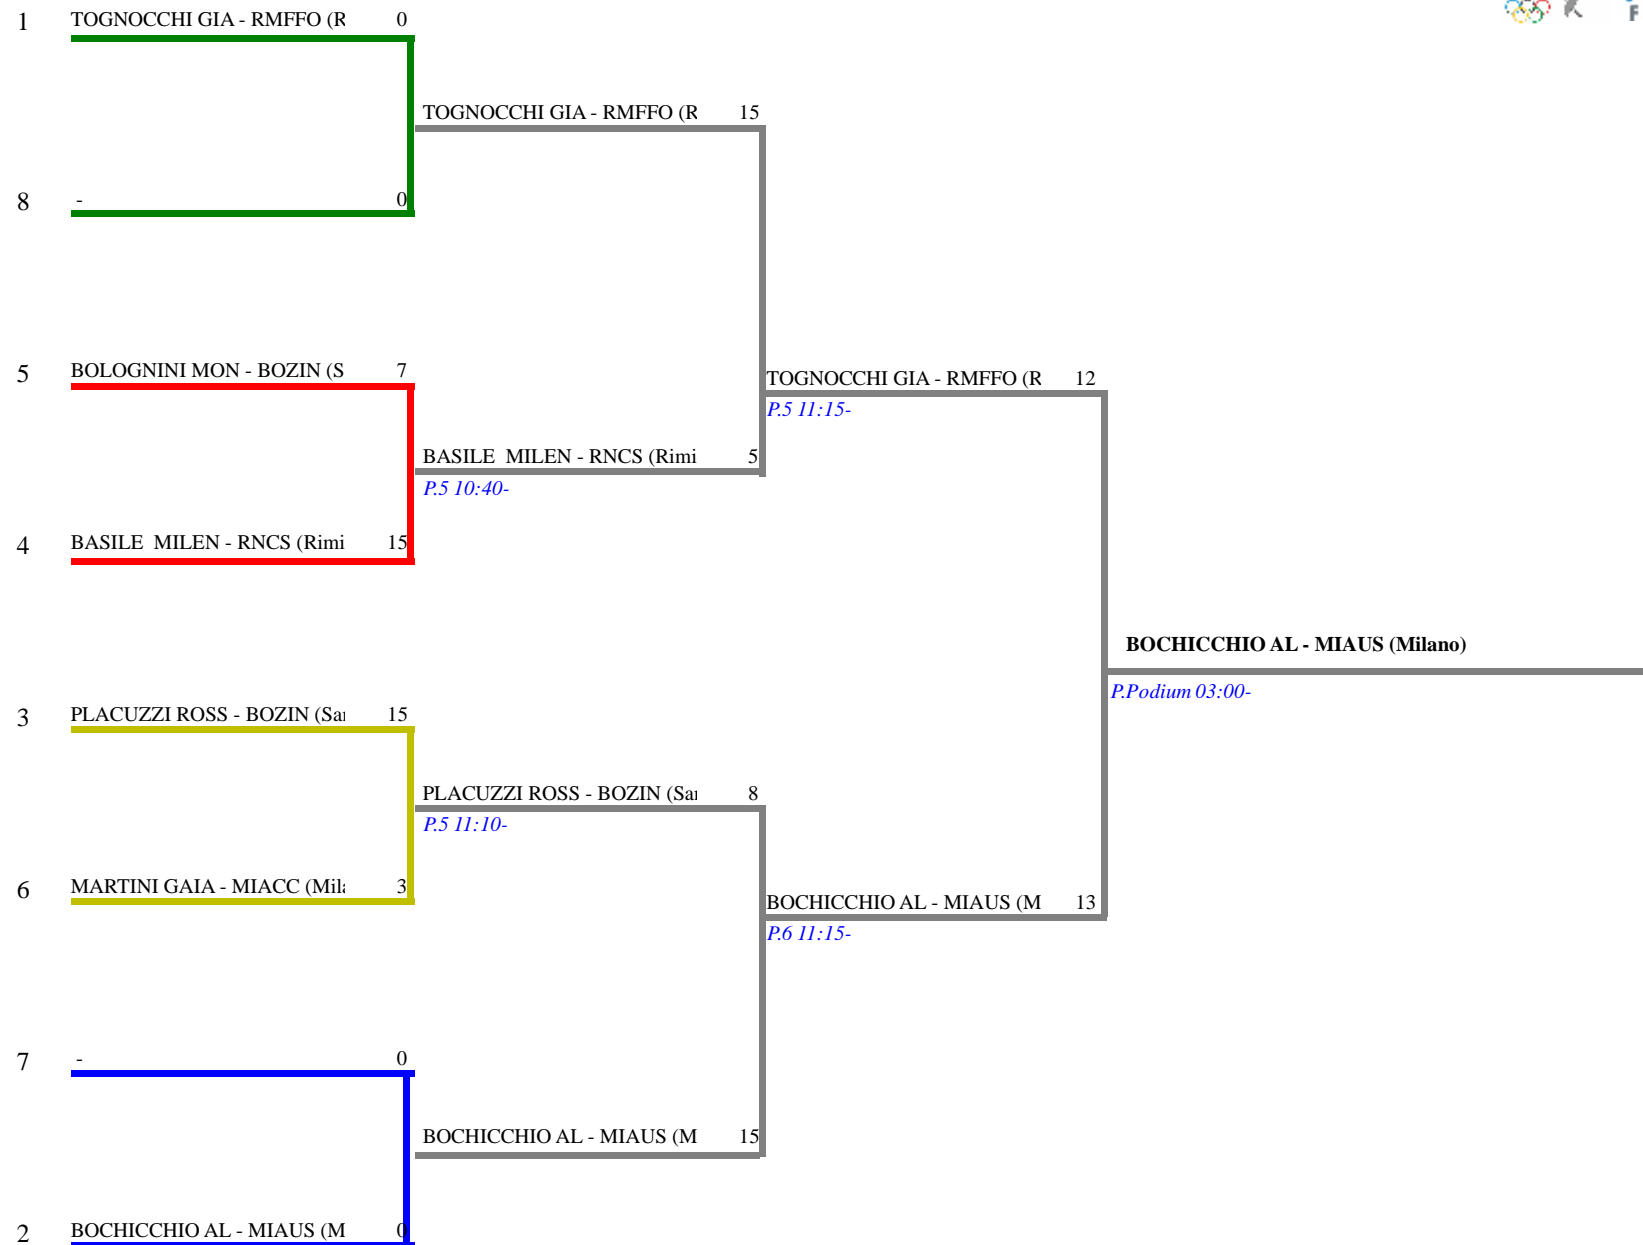 1 TOGNOCCHI GIA - RMFFO (R 0
TOGNOCCHI GIA - RMFFO (R 15
8 - 0
5 BOLOGNINI MON - BOZIN (S 7
TOGNOCCHI GIA - RMFFO (R 12
P.5 11:15-
BASILE  MILEN - RNCS (Rimi 5
P.5 10:40-
4 BASILE  MILEN - RNCS (Rimi 15
BOCHICCHIO AL - MIAUS (Milano)
P.Podium 03:00-
3 PLACUZZI ROSS - BOZIN (Sa 15
PLACUZZI ROSS - BOZIN (Sa 8
P.5 11:10-
6 MARTINI GAIA - MIACC (Mil 3
BOCHICCHIO AL - MIAUS (M 13
P.6 11:15-
7 - 0
BOCHICCHIO AL - MIAUS (M 15
2 BOCHICCHIO AL - MIAUS (M 0
F